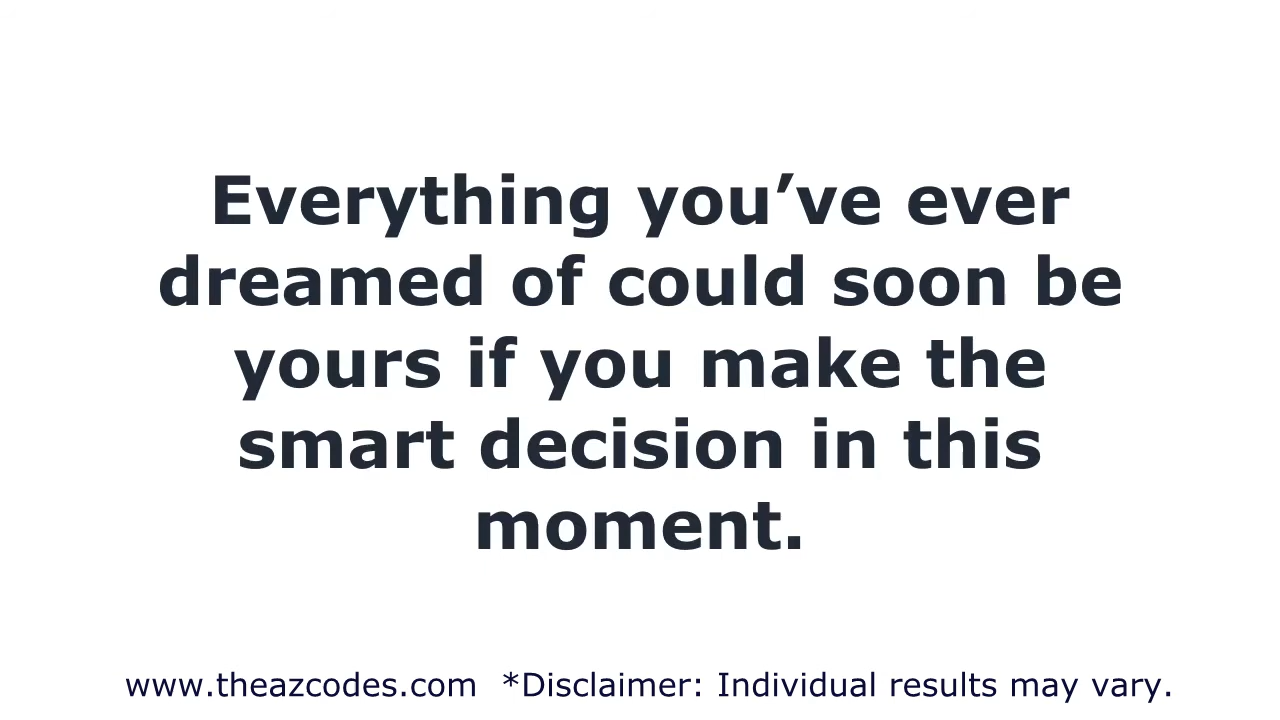 Everything you’ve ever
dreamed of could soon be
yours if you make the
smart decision in this
moment.
www.theazcodes.com  *Disclaimer: Individual results may vary.